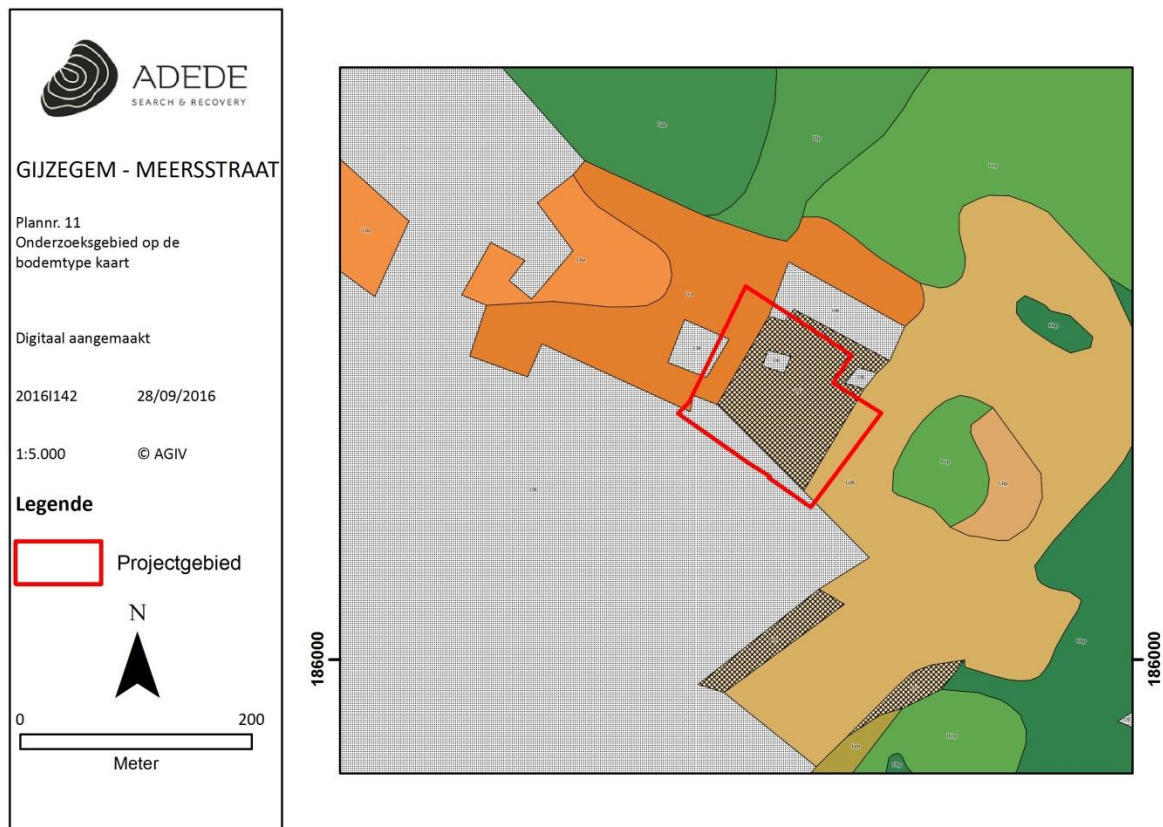 ADEDE
SEARCH & RECOVERY
GIJZEGEM - MEERSSTRAAT
Plannr. 11
Onderzoeksgebied op de
bodemtype kaart
Digitaal aangemaakt
2016I142 28/09/2016
1:5.000 © AGIV
Legende
Projectgebied
N
0 200
Meter
186000 186000